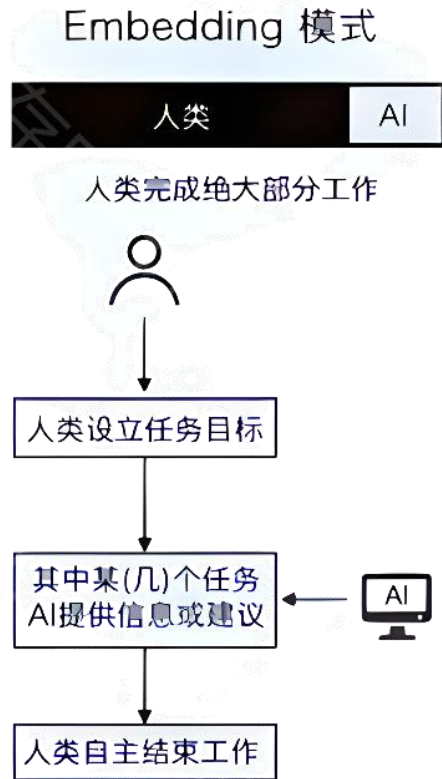 Embedding 模式
人类
AI
人类完成绝大部分工作
人类设立任务目标
其中某(几)个任务
AI提供信息或建议
AI
人类自主结束工作